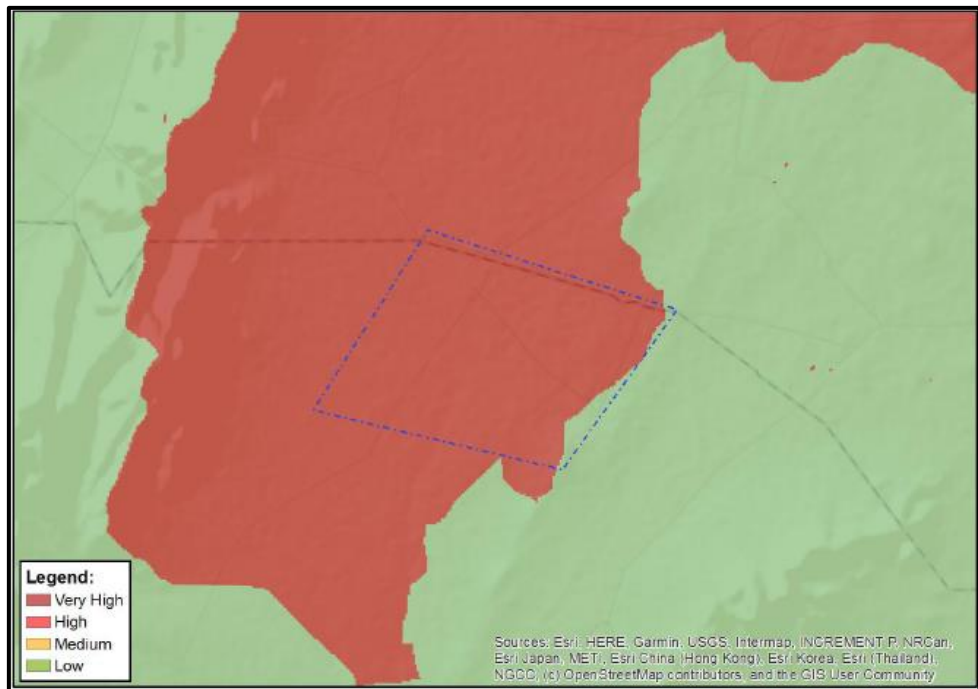 Legend:
Very High
High
Medium
Low
Sources: Esri, HERE, Garmin, USGS, Intermap, INCREMENT P, NRCan,
Esri Japan, METI, Esri China (Hong Kong), Esri Korea, Esri (Thailand),
NGCC, (c) OpenStreetMap contributors, and the GIS User Community